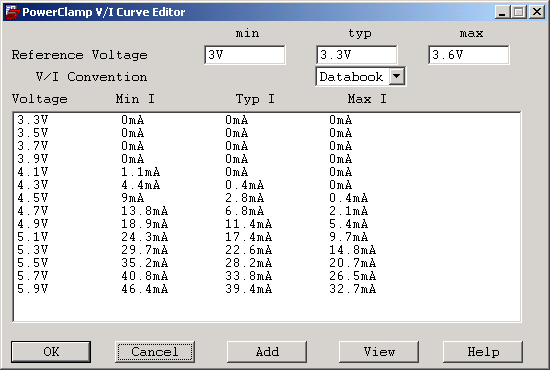 PowerClamp V/I Curve Editor
min typ max
Reference Voltage 3V 3.3V 3.6V
V/I Convention Databook
Voltage Min I Typ I Max I
3.3V 0mA 0mA 0mA
3.5V 0mA 0mA 0mA
3.7V 0mA 0mA 0mA
3.9V 0mA 0mA 0mA
4.1V 1.1mA 0mA 0mA
4.3V 4.4mA 0.4mA 0mA
4.5V 9mA 2.8mA 0.4mA
4.7V 13.8mA 6.8mA 2.1mA
4.9V 18.9mA 11.4mA 5.4mA
5.1V 24.3mA 17.4mA 9.7mA
5.3V 29.7mA 22.6mA 14.8mA
5.5V 35.2mA 28.2mA 20.7mA
5.7V 40.8mA 33.8mA 26.5mA
5.9V 46.4mA 39.4mA 32.7mA
OK Cancel Add View Help